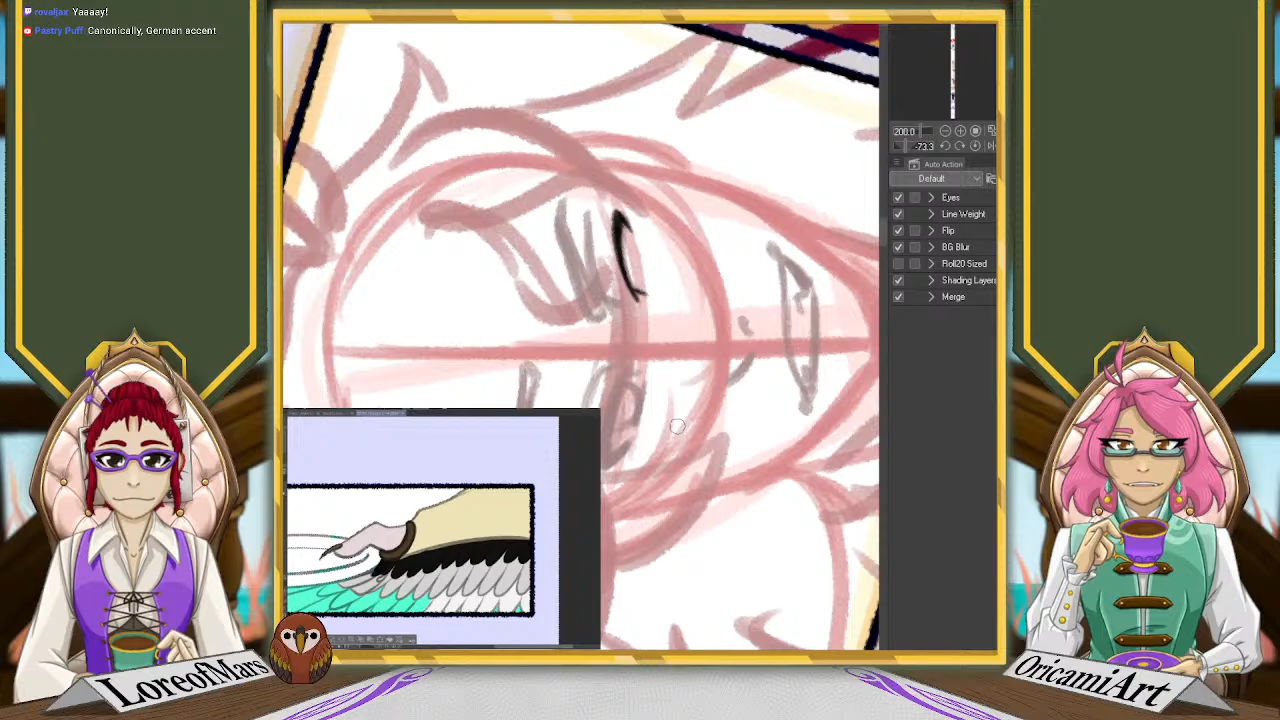 rovaljax Yaaaay!
Pastry Puff Canonically, German accent
200.0
-73.3
Auto Action
Default
Eyes
Line Weight
Flip
BG Blur
Roll20 Sized
Shading Layers
Merge
LoreofMars
OricamiArt